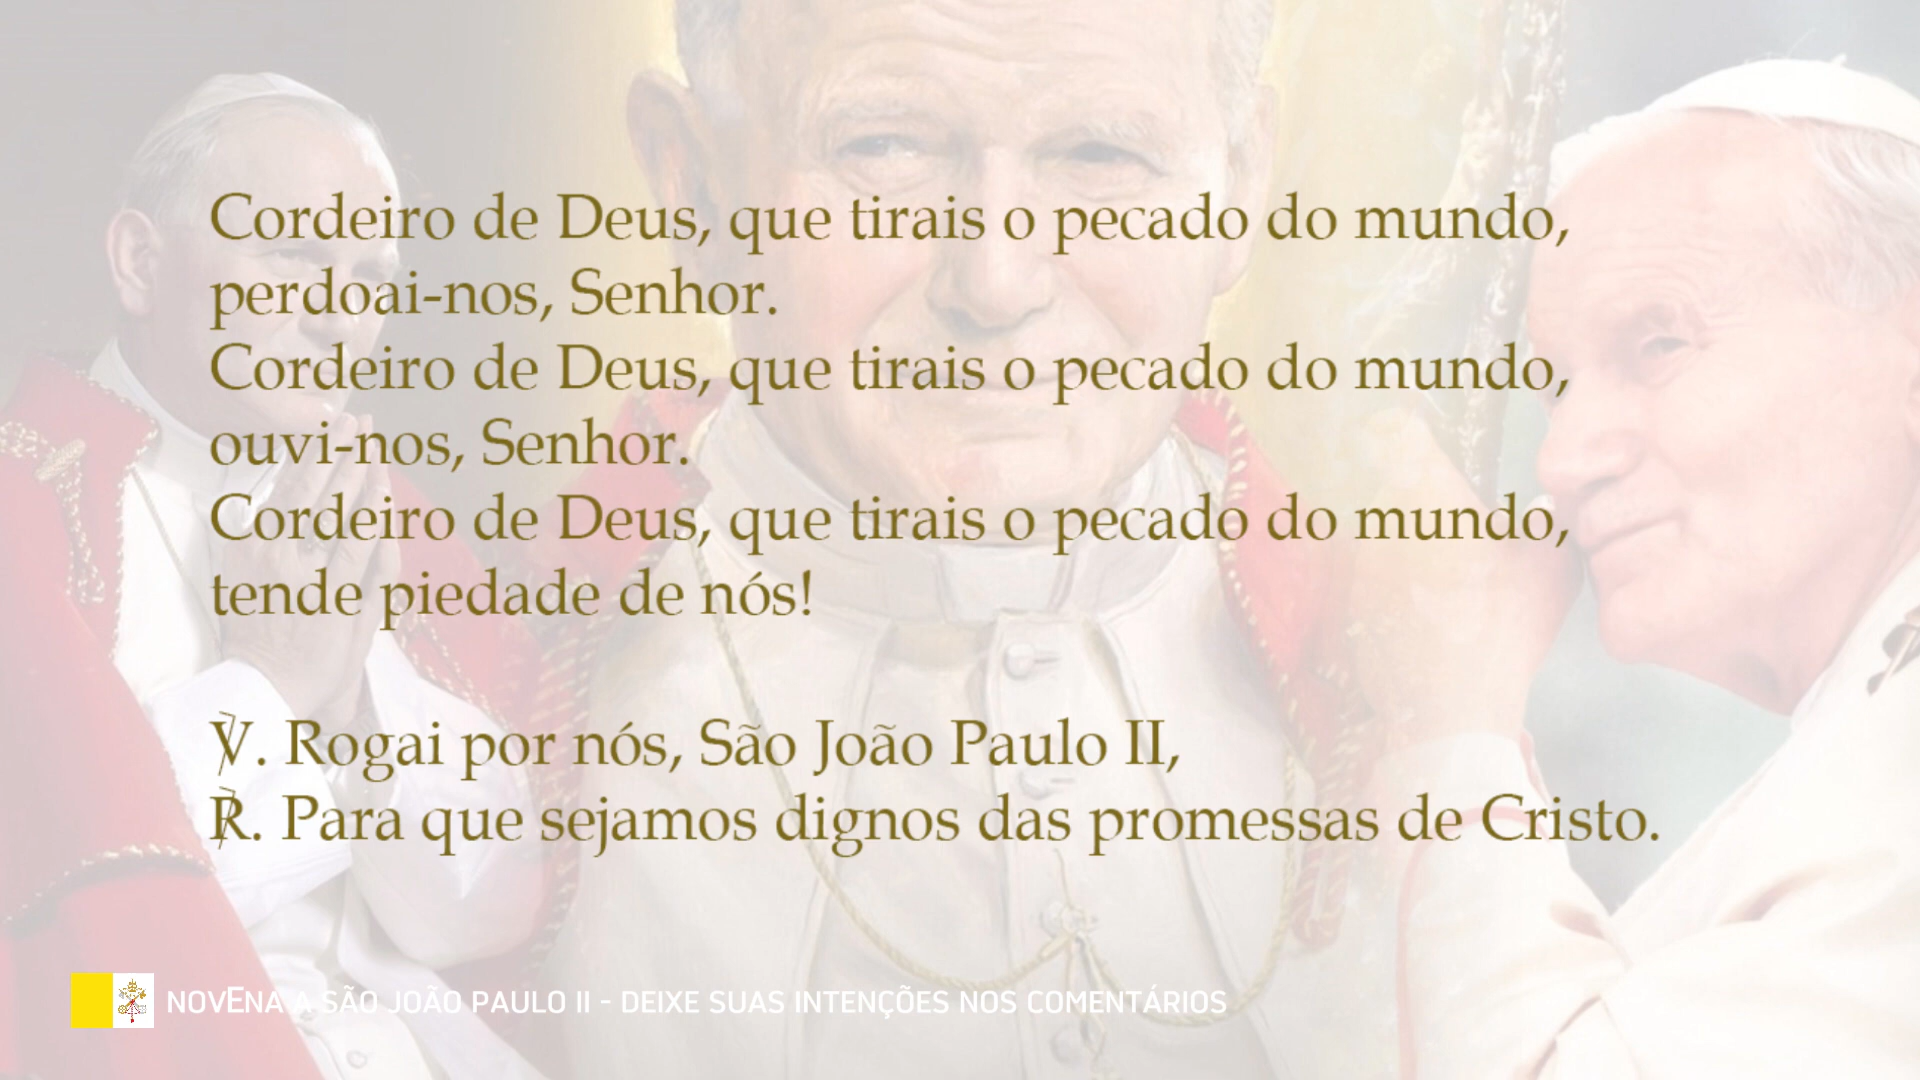 Cordeiro de Deus, que tirais o pecado do mundo,
perdoai-nos, Senhor.
Cordeiro de Deus, que tirais o pecado do mundo,
ouvi-nos, Senhor.
Cordeiro de Deus, que tirais o pecado do mundo,
tende piedade de nós!
℣. Rogai por nós, São João Paulo II,
℟. Para que sejamos dignos das promessas de Cristo.
NOVENA A SÃO JOÃO PAULO II - DEIXE SUAS INTENÇÕES NOS COMENTÁRIOS